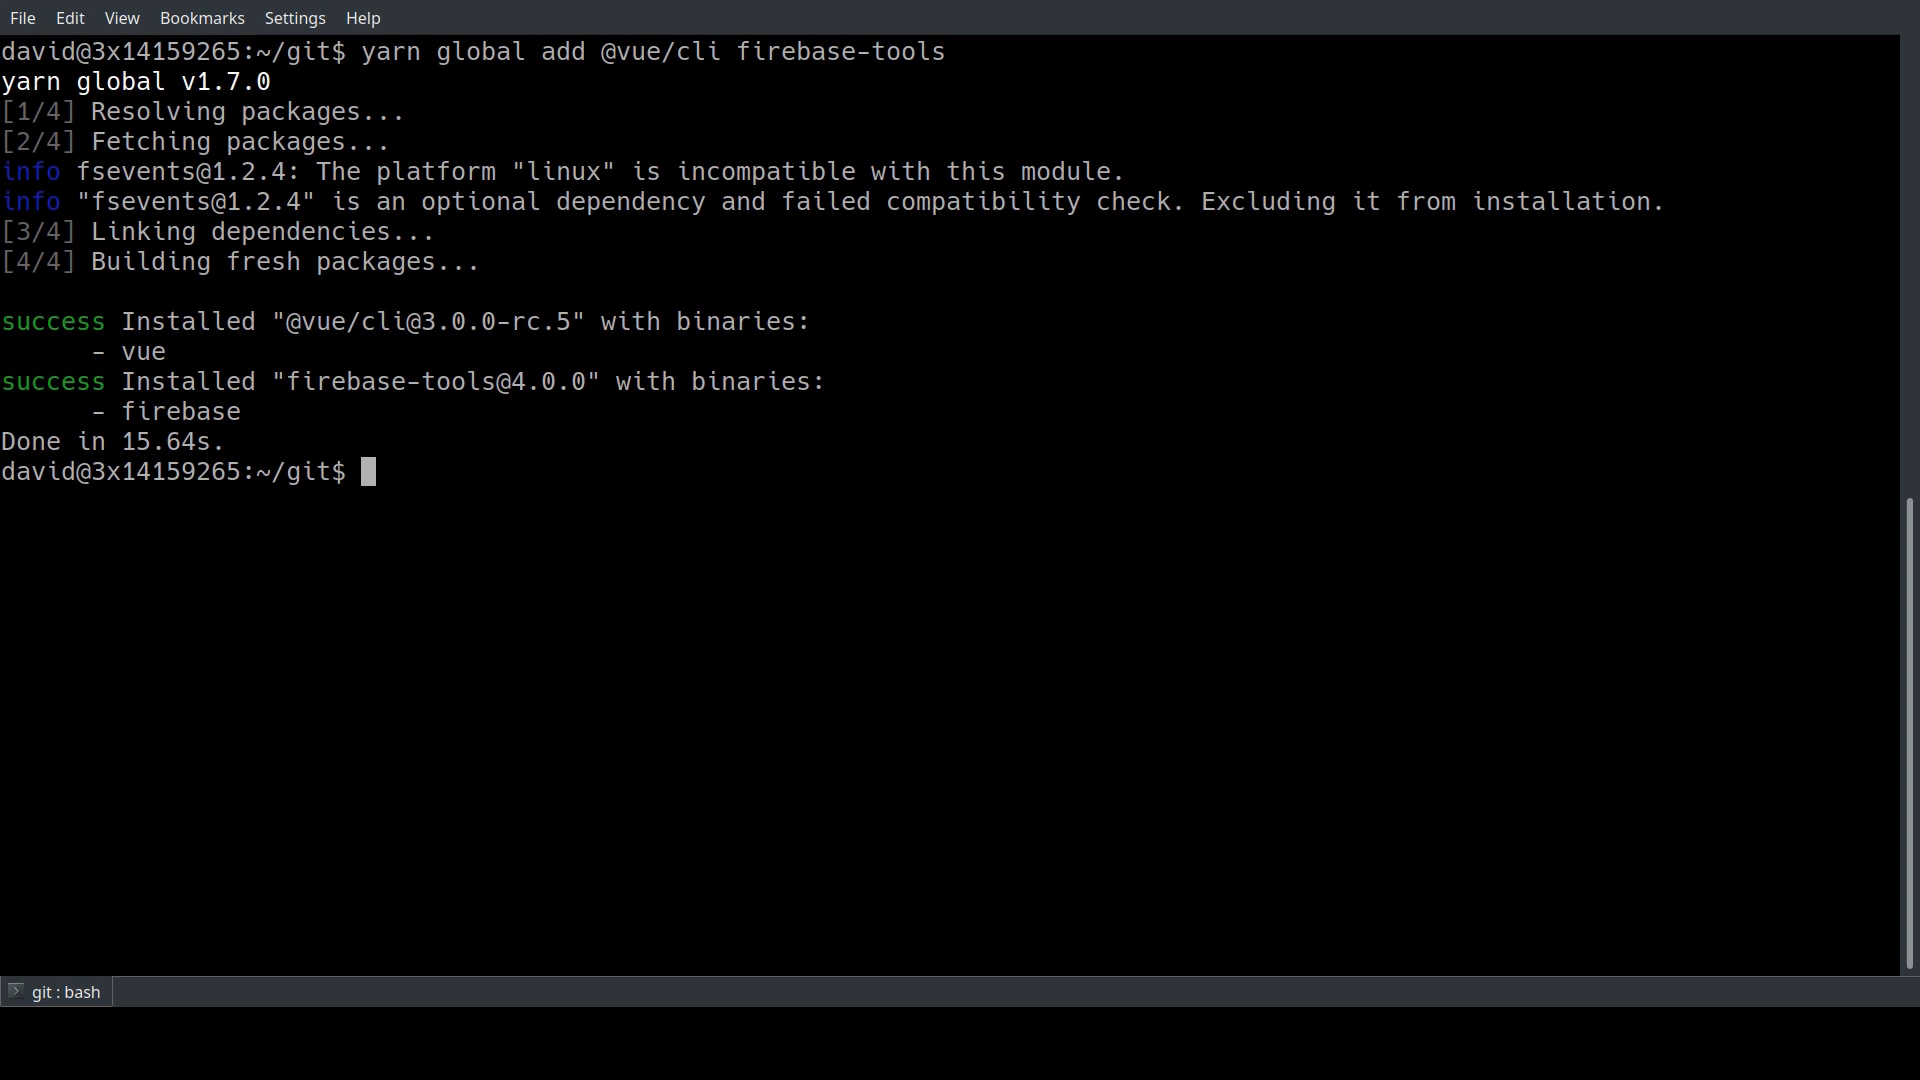 File Edit View Bookmarks Settings Help
david@3x14159265:~/git$ yarn global add @vue/cli firebase-tools
yarn global v1.7.0
[1/4] Resolving packages...
[2/4] Fetching packages...
info fsevents@1.2.4: The platform "linux" is incompatible with this module.
info "fsevents@1.2.4" is an optional dependency and failed compatibility check. Excluding it from installation.
[3/4] Linking dependencies...
[4/4] Building fresh packages...
success Installed "@vue/cli@3.0.0-rc.5" with binaries:
      - vue
success Installed "firebase-tools@4.0.0" with binaries:
      - firebase
Done in 15.64s.
david@3x14159265:~/git$
git : bash